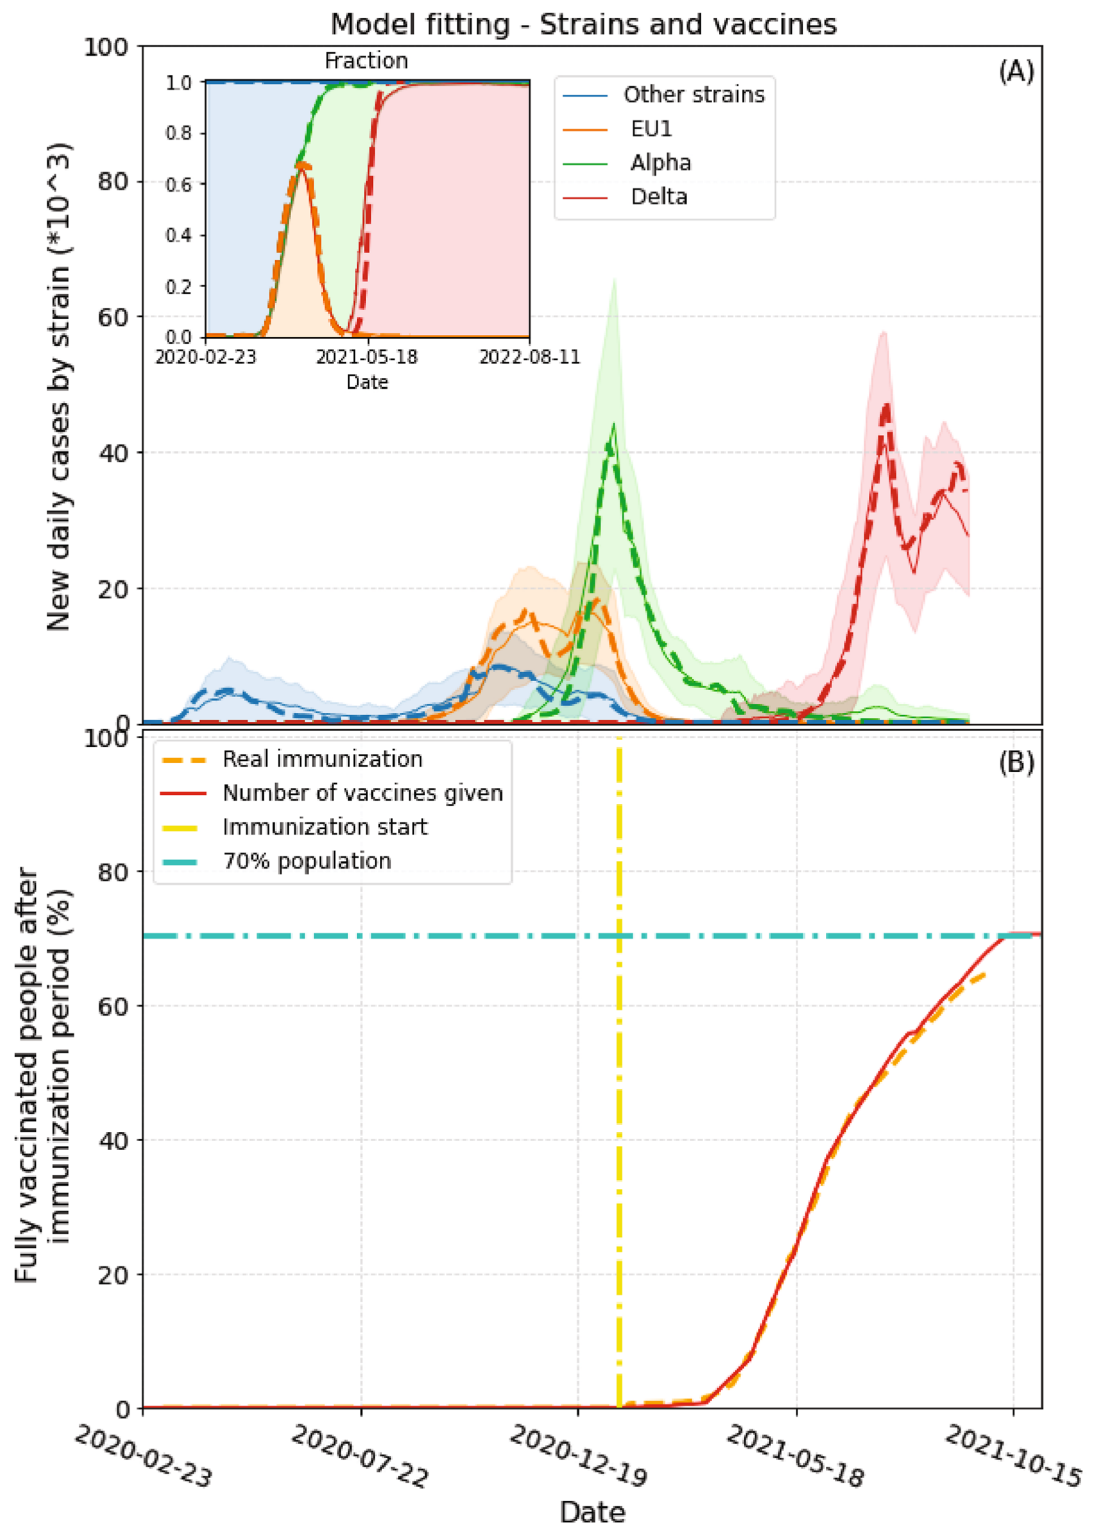 Model fitting - Strains and vaccines
100
80
60
40
20
0
New daily cases by strain (*10^3)
(A)
Fraction
1.0
0.8
0.6
0.4
0.2
0.0
2020-02-23
2021-05-18
2022-08-11
Date
Other strains
EU1
Alpha
Delta
100
80
60
40
20
0
Fully vaccinated people after
immunization period (%)
(B)
Real immunization
Number of vaccines given
Immunization start
70% population
2020-02-23
2020-07-22
2020-12-19
2021-05-18
2021-10-15
Date